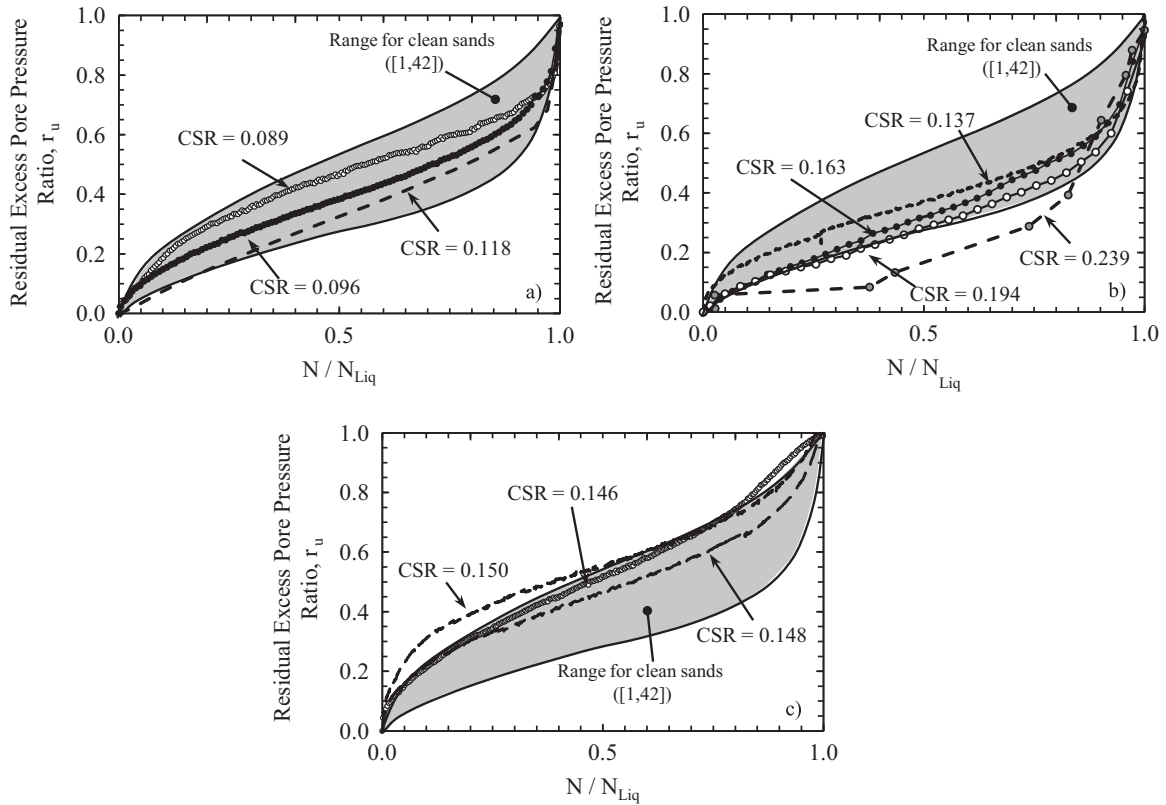 Residual Excess Pore Pressure
Ratio, r_u
1.0
0.8
0.6
0.4
0.2
0.0
Range for clean sands
([1,42])
CSR = 0.089
CSR = 0.118
CSR = 0.096
a)
0.0
0.5
1.0
N / N_Liq
Residual Excess Pore Pressure
Ratio, r_u
1.0
0.8
0.6
0.4
0.2
0.0
Range for clean sands
([1,42])
CSR = 0.137
CSR = 0.163
CSR = 0.239
CSR = 0.194
b)
0.0
0.5
1.0
N / N_Liq
Residual Excess Pore Pressure
Ratio, r_u
1.0
0.8
0.6
0.4
0.2
0.0
CSR = 0.146
CSR = 0.150
CSR = 0.148
Range for clean sands
([1,42])
c)
0.0
0.5
1.0
N / N_Liq